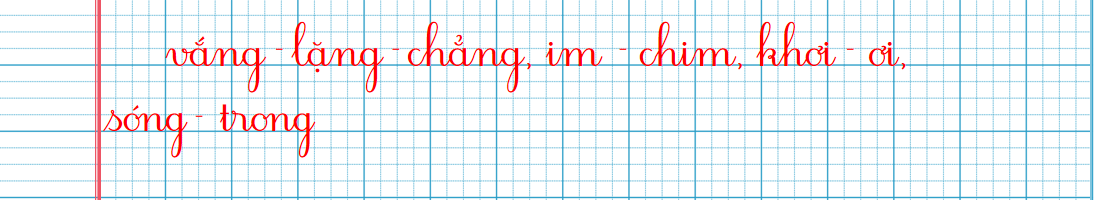 vắng - lặng - chẳng, im - chim, khơi - ơi,
sóng - trong